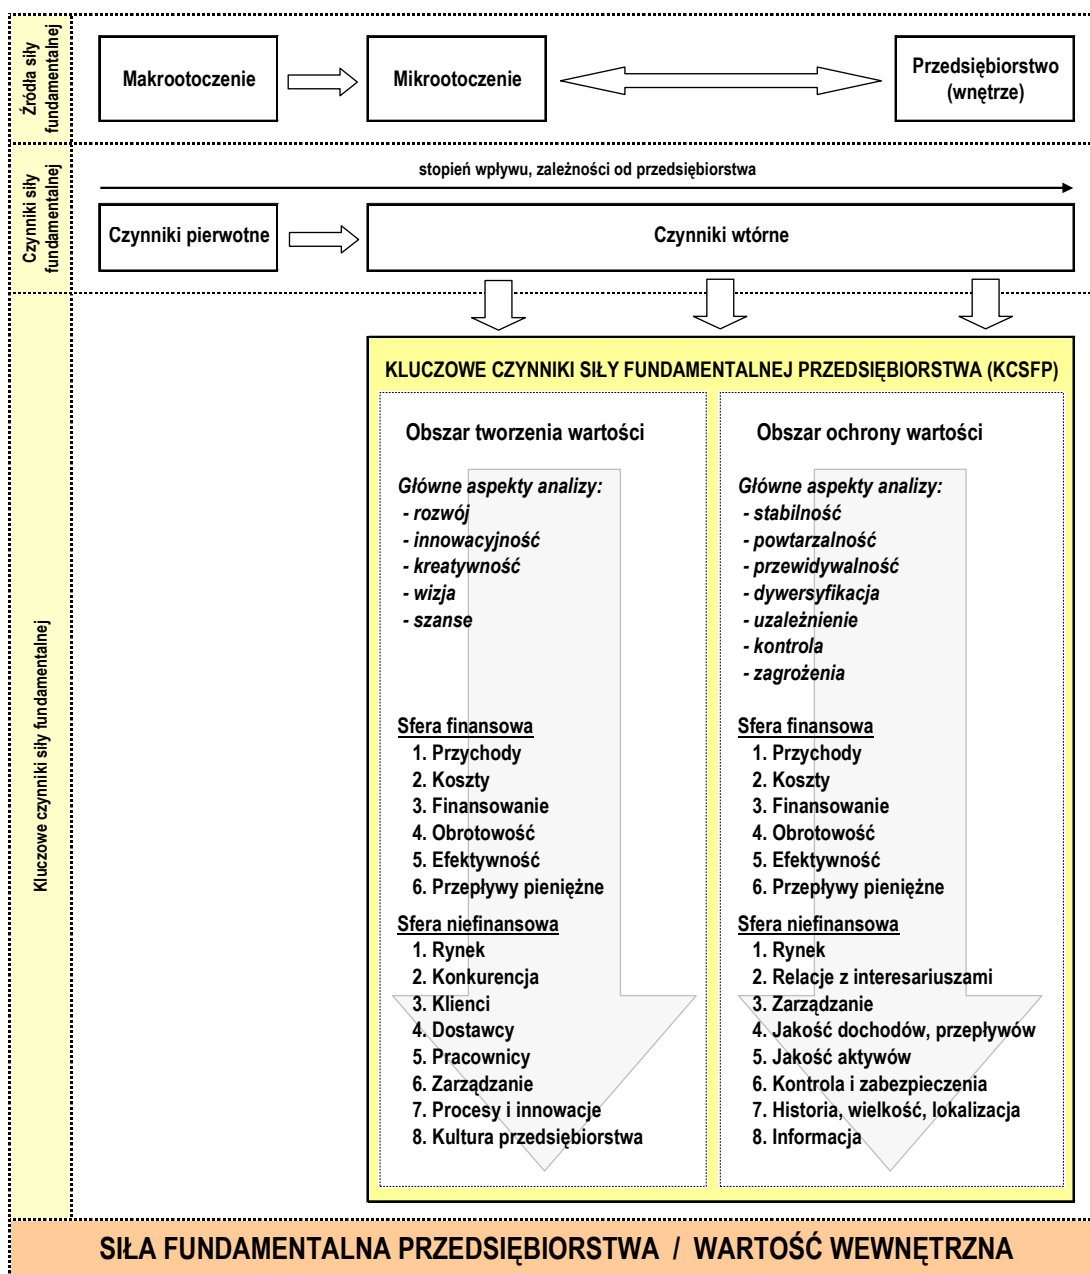 Źródła siły
fundamentalnej
Makrootoczenie
Mikrootoczenie
Przedsiębiorstwo
(wnętrze)
Czynniki siły
fundamentalnej
stopień wpływu, zależności od przedsiębiorstwa
Czynniki pierwotne
Czynniki wtórne
Kluczowe czynniki siły fundamentalnej
KLUCZOWE CZYNNIKI SIŁY FUNDAMENTALNEJ PRZEDSIĘBIORSTWA (KCSFP)
Obszar tworzenia wartości
Główne aspekty analizy:
- rozwój
- innowacyjność
- kreatywność
- wizja
- szanse
Sfera finansowa
1. Przychody
2. Koszty
3. Finansowanie
4. Obrotowość
5. Efektywność
6. Przepływy pieniężne
Sfera niefinansowa
1. Rynek
2. Konkurencja
3. Klienci
4. Dostawcy
5. Pracownicy
6. Zarządzanie
7. Procesy i innowacje
8. Kultura przedsiębiorstwa
Obszar ochrony wartości
Główne aspekty analizy:
- stabilność
- powtarzalność
- przewidywalność
- dywersyfikacja
- uzależnienie
- kontrola
- zagrożenia
Sfera finansowa
1. Przychody
2. Koszty
3. Finansowanie
4. Obrotowość
5. Efektywność
6. Przepływy pieniężne
Sfera niefinansowa
1. Rynek
2. Relacje z interesariuszami
3. Zarządzanie
4. Jakość dochodów, przepływów
5. Jakość aktywów
6. Kontrola i zabezpieczenia
7. Historia, wielkość, lokalizacja
8. Informacja
SIŁA FUNDAMENTALNA PRZEDSIĘBIORSTWA / WARTOŚĆ WEWNĘTRZNA